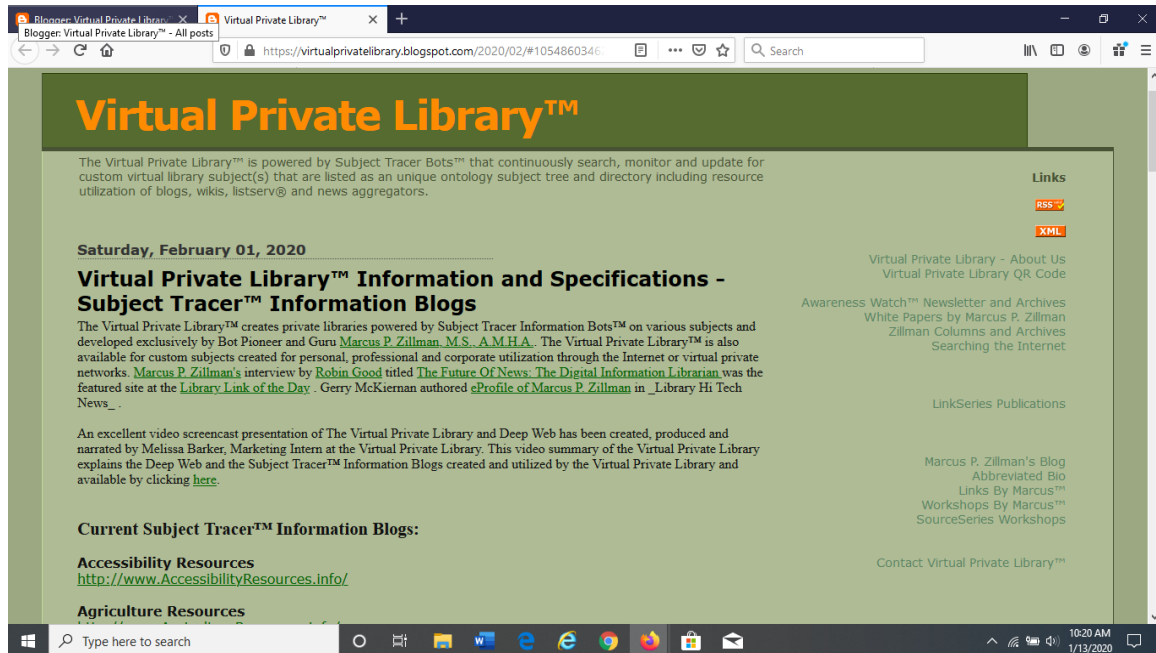 Blogger: Virtual Private Library
Virtual Private Library™
Blogger: Virtual Private Library™ - All posts
https://virtualprivatelibrary.blogspot.com/2020/02/#1054860346
Search
Virtual Private Library™
The Virtual Private Library™ is powered by Subject Tracer Bots™ that continuously search, monitor and update for
custom virtual library subject(s) that are listed as an unique ontology subject tree and directory including resource
utilization of blogs, wikis, listserv® and news aggregators.
Saturday, February 01, 2020
Virtual Private Library™ Information and Specifications -
Subject Tracer™ Information Blogs
The Virtual Private Library™ creates private libraries powered by Subject Tracer Information Bots™ on various subjects and
developed exclusively by Bot Pioneer and Guru Marcus P. Zillman, M.S., A.M.H.A.. The Virtual Private Library™ is also
available for custom subjects created for personal, professional and corporate utilization through the Internet or virtual private
networks. Marcus P. Zillman's interview by Robin Good titled The Future Of News: The Digital Information Librarian was the
featured site at the Library Link of the Day . Gerry McKiernan authored eProfile of Marcus P. Zillman in _Library Hi Tech
News_ .
An excellent video screencast presentation of The Virtual Private Library and Deep Web has been created, produced and
narrated by Melissa Barker, Marketing Intern at the Virtual Private Library. This video summary of the Virtual Private Library
explains the Deep Web and the Subject Tracer™ Information Blogs created and utilized by the Virtual Private Library and
available by clicking here.
Current Subject Tracer™ Information Blogs:
Accessibility Resources
http://www.AccessibilityResources.info/
Agriculture Resources
Links
RSS
XML
Virtual Private Library - About Us
Virtual Private Library QR Code
Awareness Watch™ Newsletter and Archives
White Papers by Marcus P. Zillman
Zillman Columns and Archives
Searching the Internet
LinkSeries Publications
Marcus P. Zillman's Blog
Abbreviated Bio
Links By Marcus™
Workshops By Marcus™
SourceSeries Workshops
Contact Virtual Private Library™
Type here to search
10:20 AM
1/13/2020